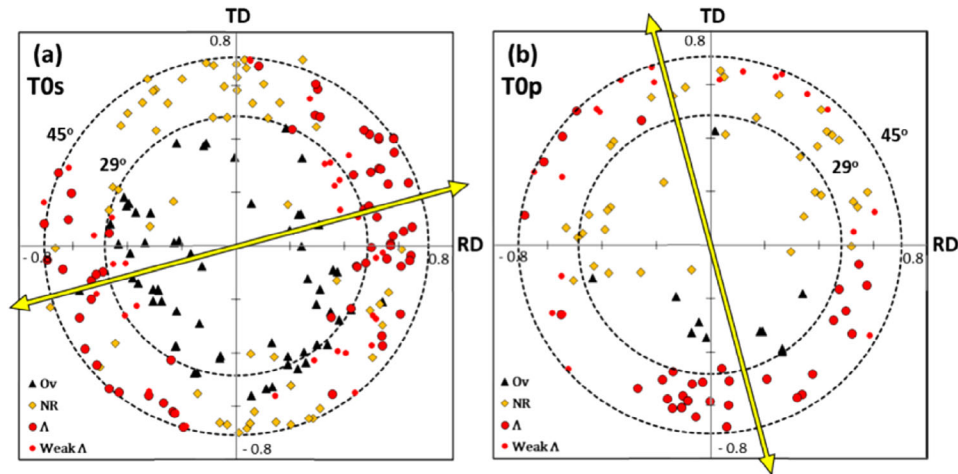 TD
(a)
T0s
0.8
45º
29º
RD
- 0.8
0.8
- 0.8
Ov
NR
Λ
Weak Λ
TD
(b)
T0p
0.8
45º
29º
RD
- 0.8
0.8
- 0.8
Ov
NR
Λ
Weak Λ